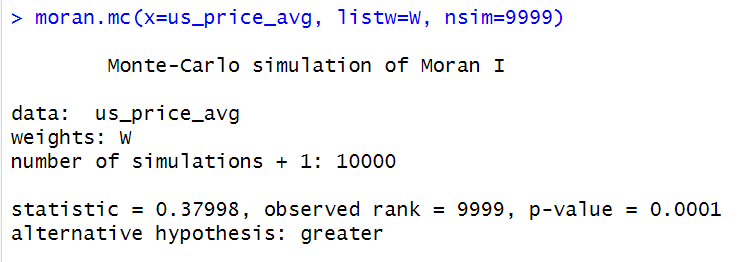 > moran.mc(x=us_price_avg, listw=W, nsim=9999)
Monte-Carlo simulation of Moran I
data:  us_price_avg
weights: W
number of simulations + 1: 10000
statistic = 0.37998, observed rank = 9999, p-value = 0.0001
alternative hypothesis: greater